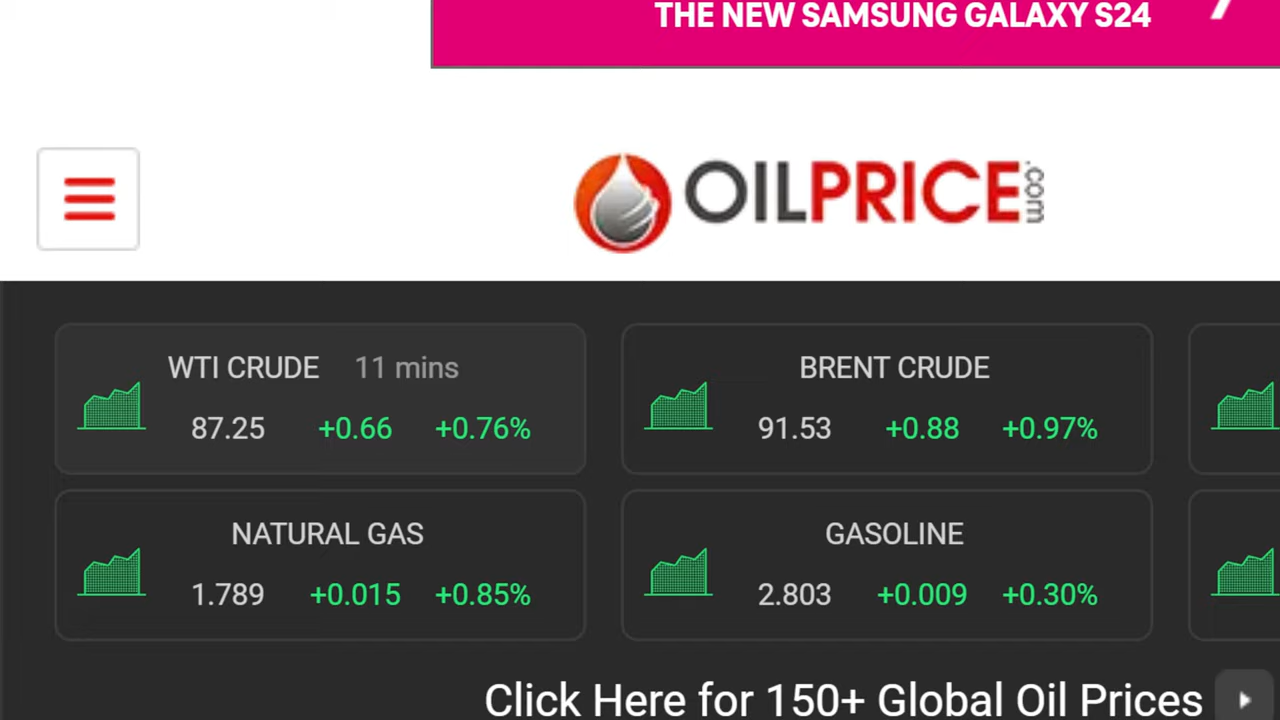 THE NEW SAMSUNG GALAXY S24
OILPRICE.com
WTI CRUDE 11 mins
87.25 +0.66 +0.76%
BRENT CRUDE
91.53 +0.88 +0.97%
NATURAL GAS
1.789 +0.015 +0.85%
GASOLINE
2.803 +0.009 +0.30%
Click Here for 150+ Global Oil Prices